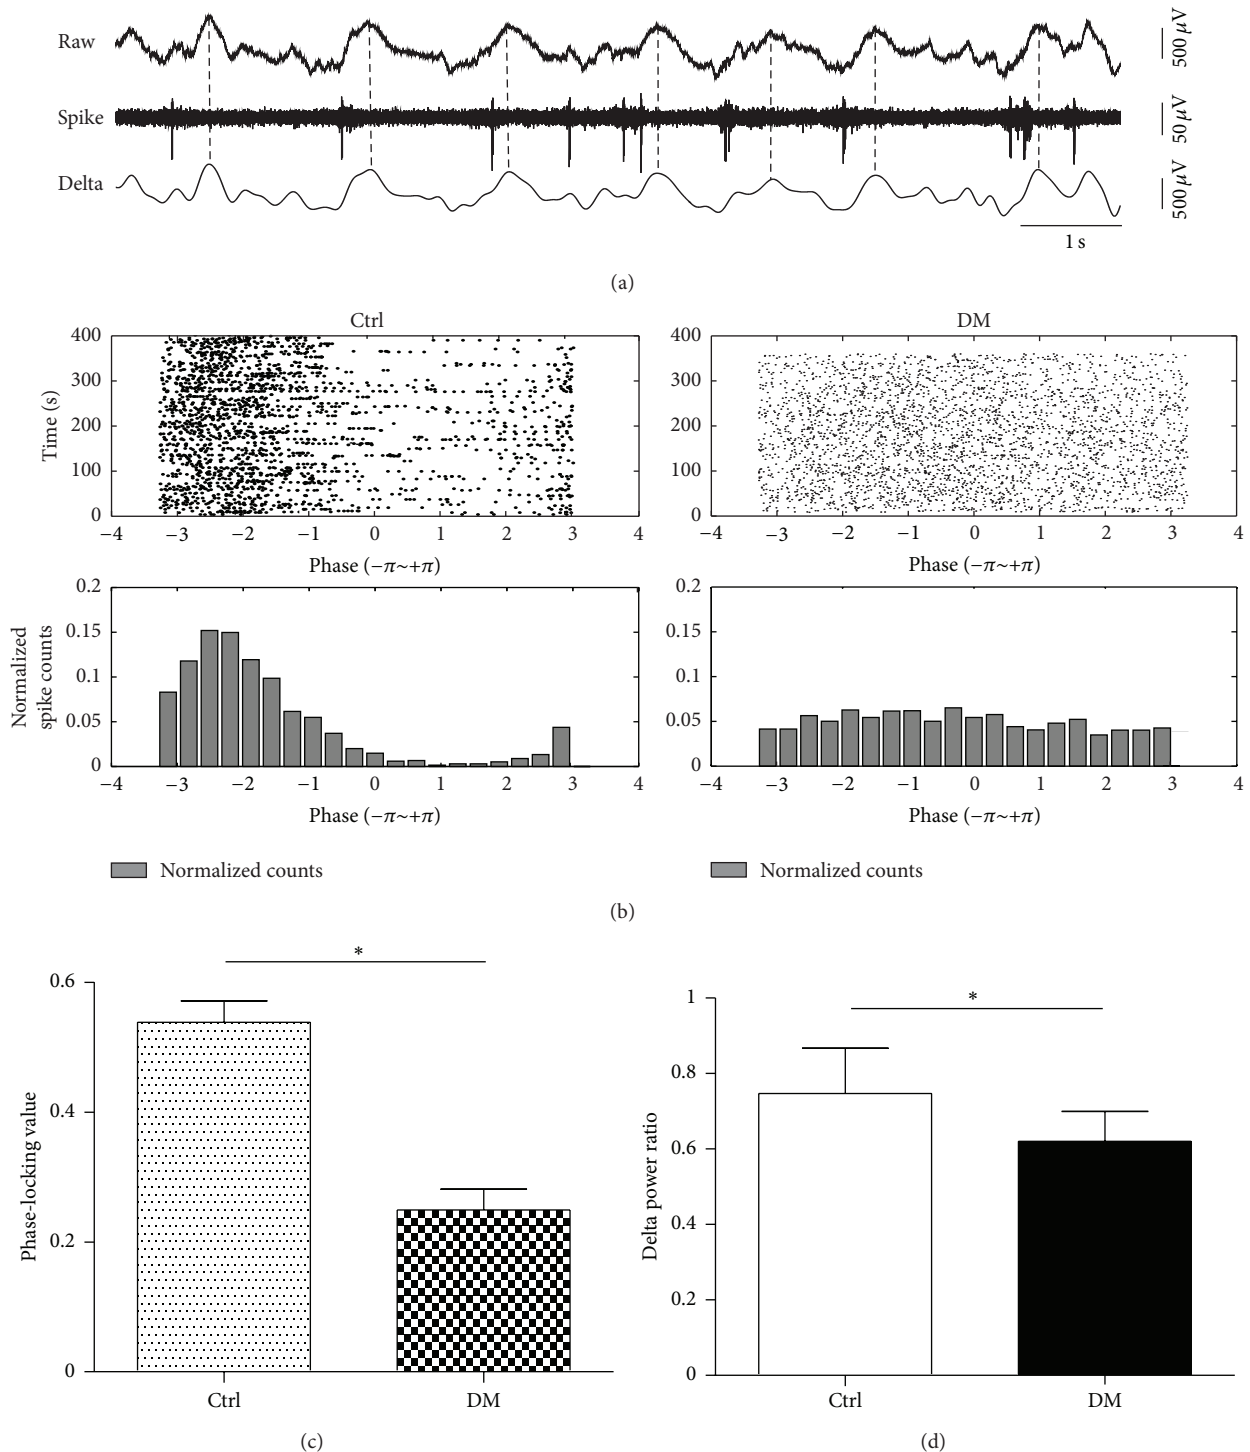 Raw
500 μV
Spike
50 μV
Delta
500 μV
1 s
(a)
Ctrl
DM
400
300
200
100
0
Time (s)
−4 −3 −2 −1 0 1 2 3 4
Phase (−π~+π)
400
300
200
100
0
−4 −3 −2 −1 0 1 2 3 4
Phase (−π~+π)
0.2
0.15
0.1
0.05
0
Normalized
spike counts
−4 −3 −2 −1 0 1 2 3 4
Phase (−π~+π)
Normalized counts
0.2
0.15
0.1
0.05
0
−4 −3 −2 −1 0 1 2 3 4
Phase (−π~+π)
Normalized counts
(b)
*
0.6
0.4
0.2
0
Phase-locking value
Ctrl DM
(c)
*
1
0.8
0.6
0.4
0.2
0
Delta power ratio
Ctrl DM
(d)